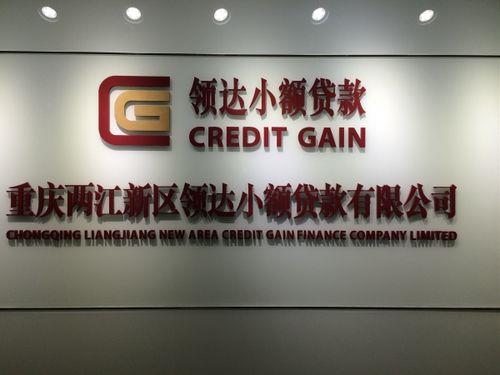 CG
领达小额贷款
CREDIT GAIN
重庆两江新区领达小额贷款有限公司
CHONGQING LIANGJIANG NEW AREA CREDIT GAIN FINANCE COMPANY LIMITED